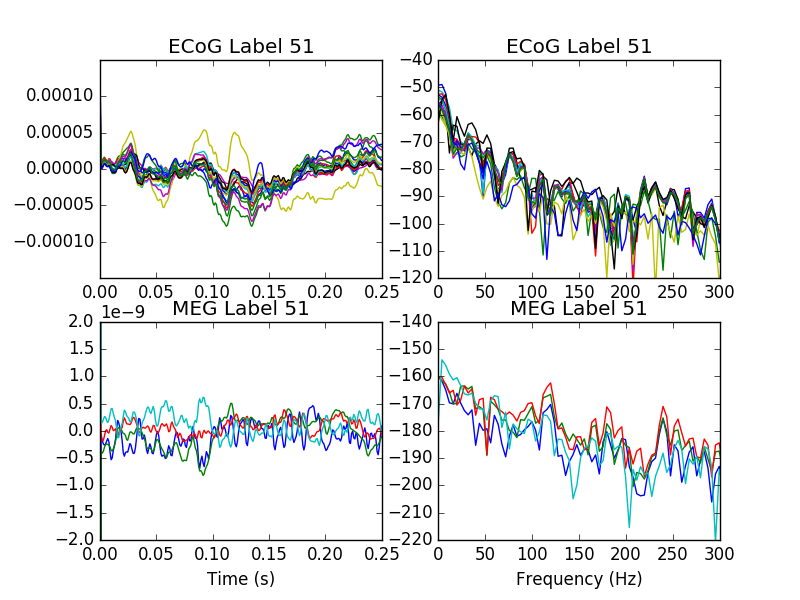 ECoG Label 51
ECoG Label 51
0.00010
0.00005
0.00000
−0.00005
−0.00010
0.00 0.05 0.10 0.15 0.20 0.25
−40
−50
−60
−70
−80
−90
−100
−110
−120
0 50 100 150 200 250 300
1e−9
MEG Label 51
MEG Label 51
2.0
1.5
1.0
0.5
0.0
−0.5
−1.0
−1.5
−2.0
0.00 0.05 0.10 0.15 0.20 0.25
Time (s)
−140
−150
−160
−170
−180
−190
−200
−210
−220
0 50 100 150 200 250 300
Frequency (Hz)